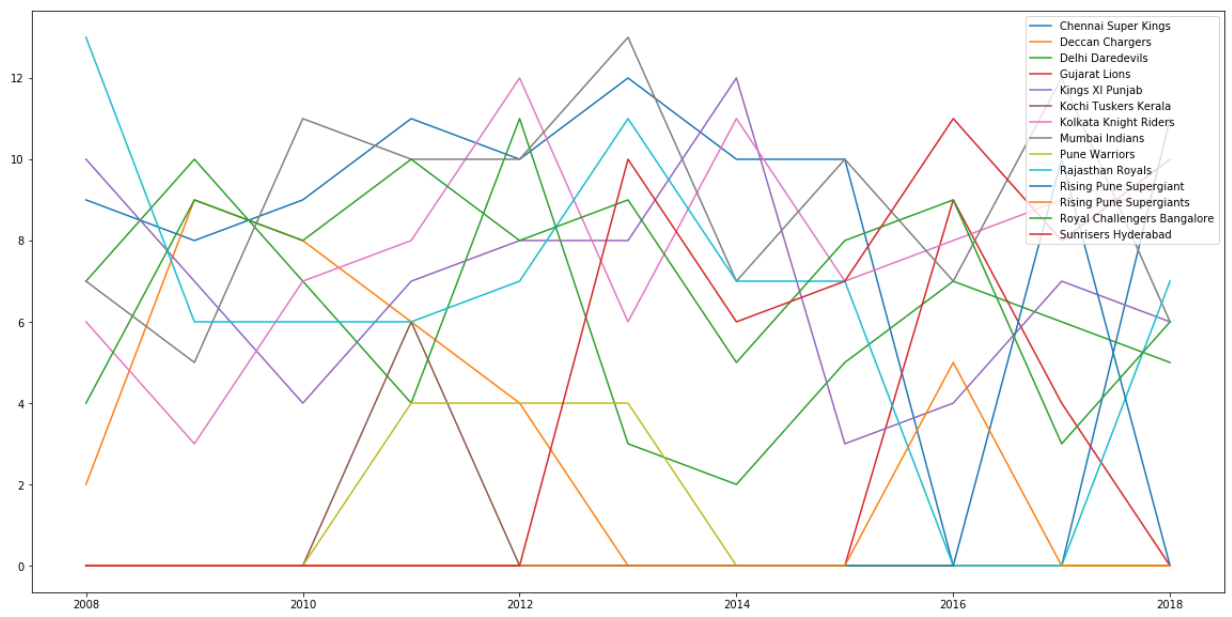 Chennai Super Kings
Deccan Chargers
Delhi Daredevils
Gujarat Lions
Kings XI Punjab
Kochi Tuskers Kerala
Kolkata Knight Riders
Mumbai Indians
Pune Warriors
Rajasthan Royals
Rising Pune Supergiant
Rising Pune Supergiants
Royal Challengers Bangalore
Sunrisers Hyderabad
12
10
8
6
4
2
0
2008 2010 2012 2014 2016 2018